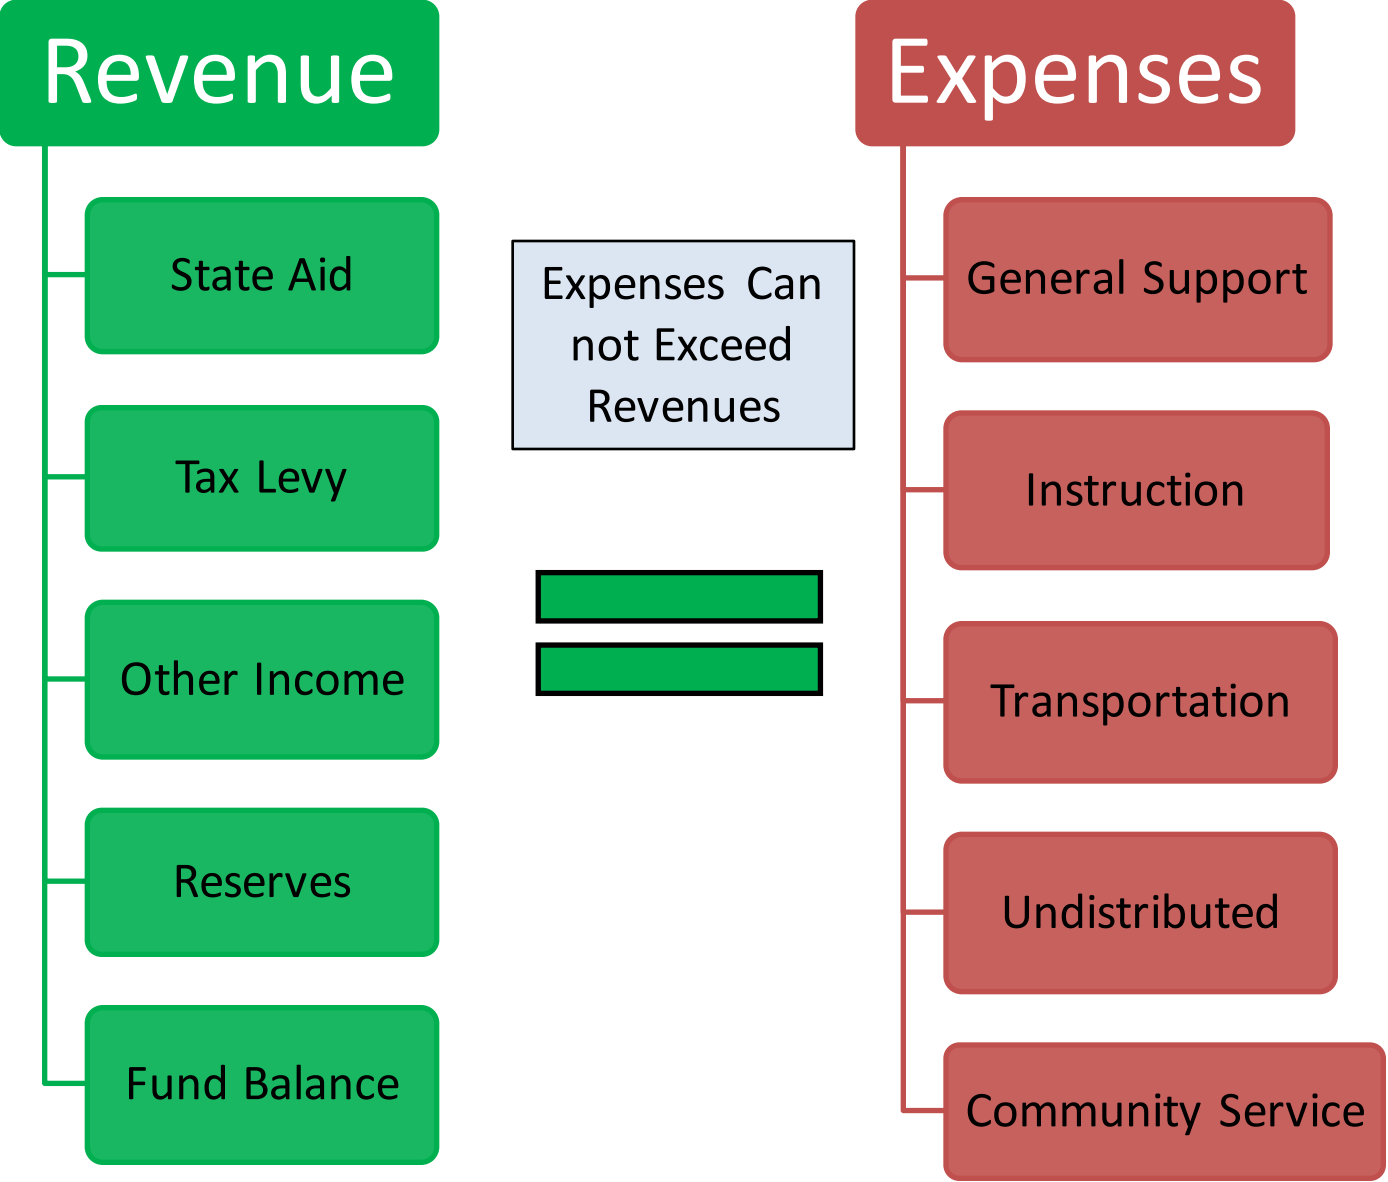 Revenue
State Aid
Tax Levy
Other Income
Reserves
Fund Balance
Expenses Can
not Exceed
Revenues
Expenses
General Support
Instruction
Transportation
Undistributed
Community Service